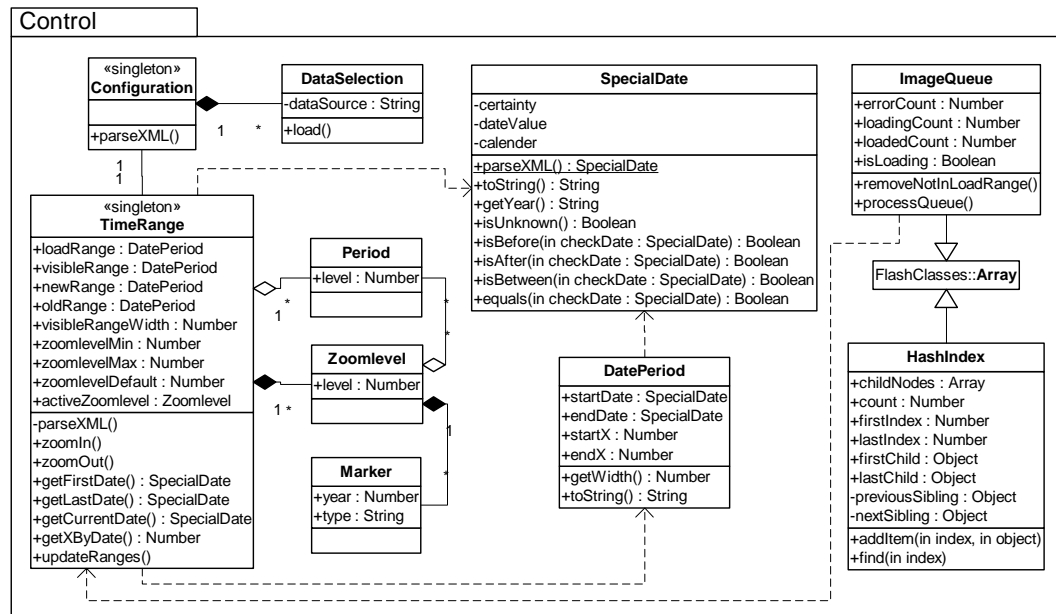 Control
«singleton»
Configuration
+parseXML()
1
*
DataSelection
-dataSource : String
+load()
1
1
«singleton»
TimeRange
+loadRange : DatePeriod
+visibleRange : DatePeriod
+newRange : DatePeriod
+oldRange : DatePeriod
+visibleRangeWidth : Number
+zoomlevelMin : Number
+zoomlevelMax : Number
+zoomlevelDefault : Number
+activeZoomlevel : Zoomlevel
-parseXML()
+zoomIn()
+zoomOut()
+getFirstDate() : SpecialDate
+getLastDate() : SpecialDate
+getCurrentDate() : SpecialDate
+getXByDate() : Number
+updateRanges()
1
*
Period
+level : Number
*
*
1
*
Zoomlevel
+level : Number
1
*
Marker
+year : Number
+type : String
SpecialDate
-certainty
-dateValue
-calender
+parseXML() : SpecialDate
+toString() : String
+getYear() : String
+isUnknown() : Boolean
+isBefore(in checkDate : SpecialDate) : Boolean
+isAfter(in checkDate : SpecialDate) : Boolean
+isBetween(in checkDate : SpecialDate) : Boolean
+equals(in checkDate : SpecialDate) : Boolean
DatePeriod
+startDate : SpecialDate
+endDate : SpecialDate
+startX : Number
+endX : Number
+getWidth() : Number
+toString() : String
ImageQueue
+errorCount : Number
+loadingCount : Number
+loadedCount : Number
+isLoading : Boolean
+removeNotInLoadRange()
+processQueue()
FlashClasses::Array
HashIndex
+childNodes : Array
+count : Number
+firstIndex : Number
+lastIndex : Number
+firstChild : Object
+lastChild : Object
-previousSibling : Object
-nextSibling : Object
+addItem(in index, in object)
+find(in index)